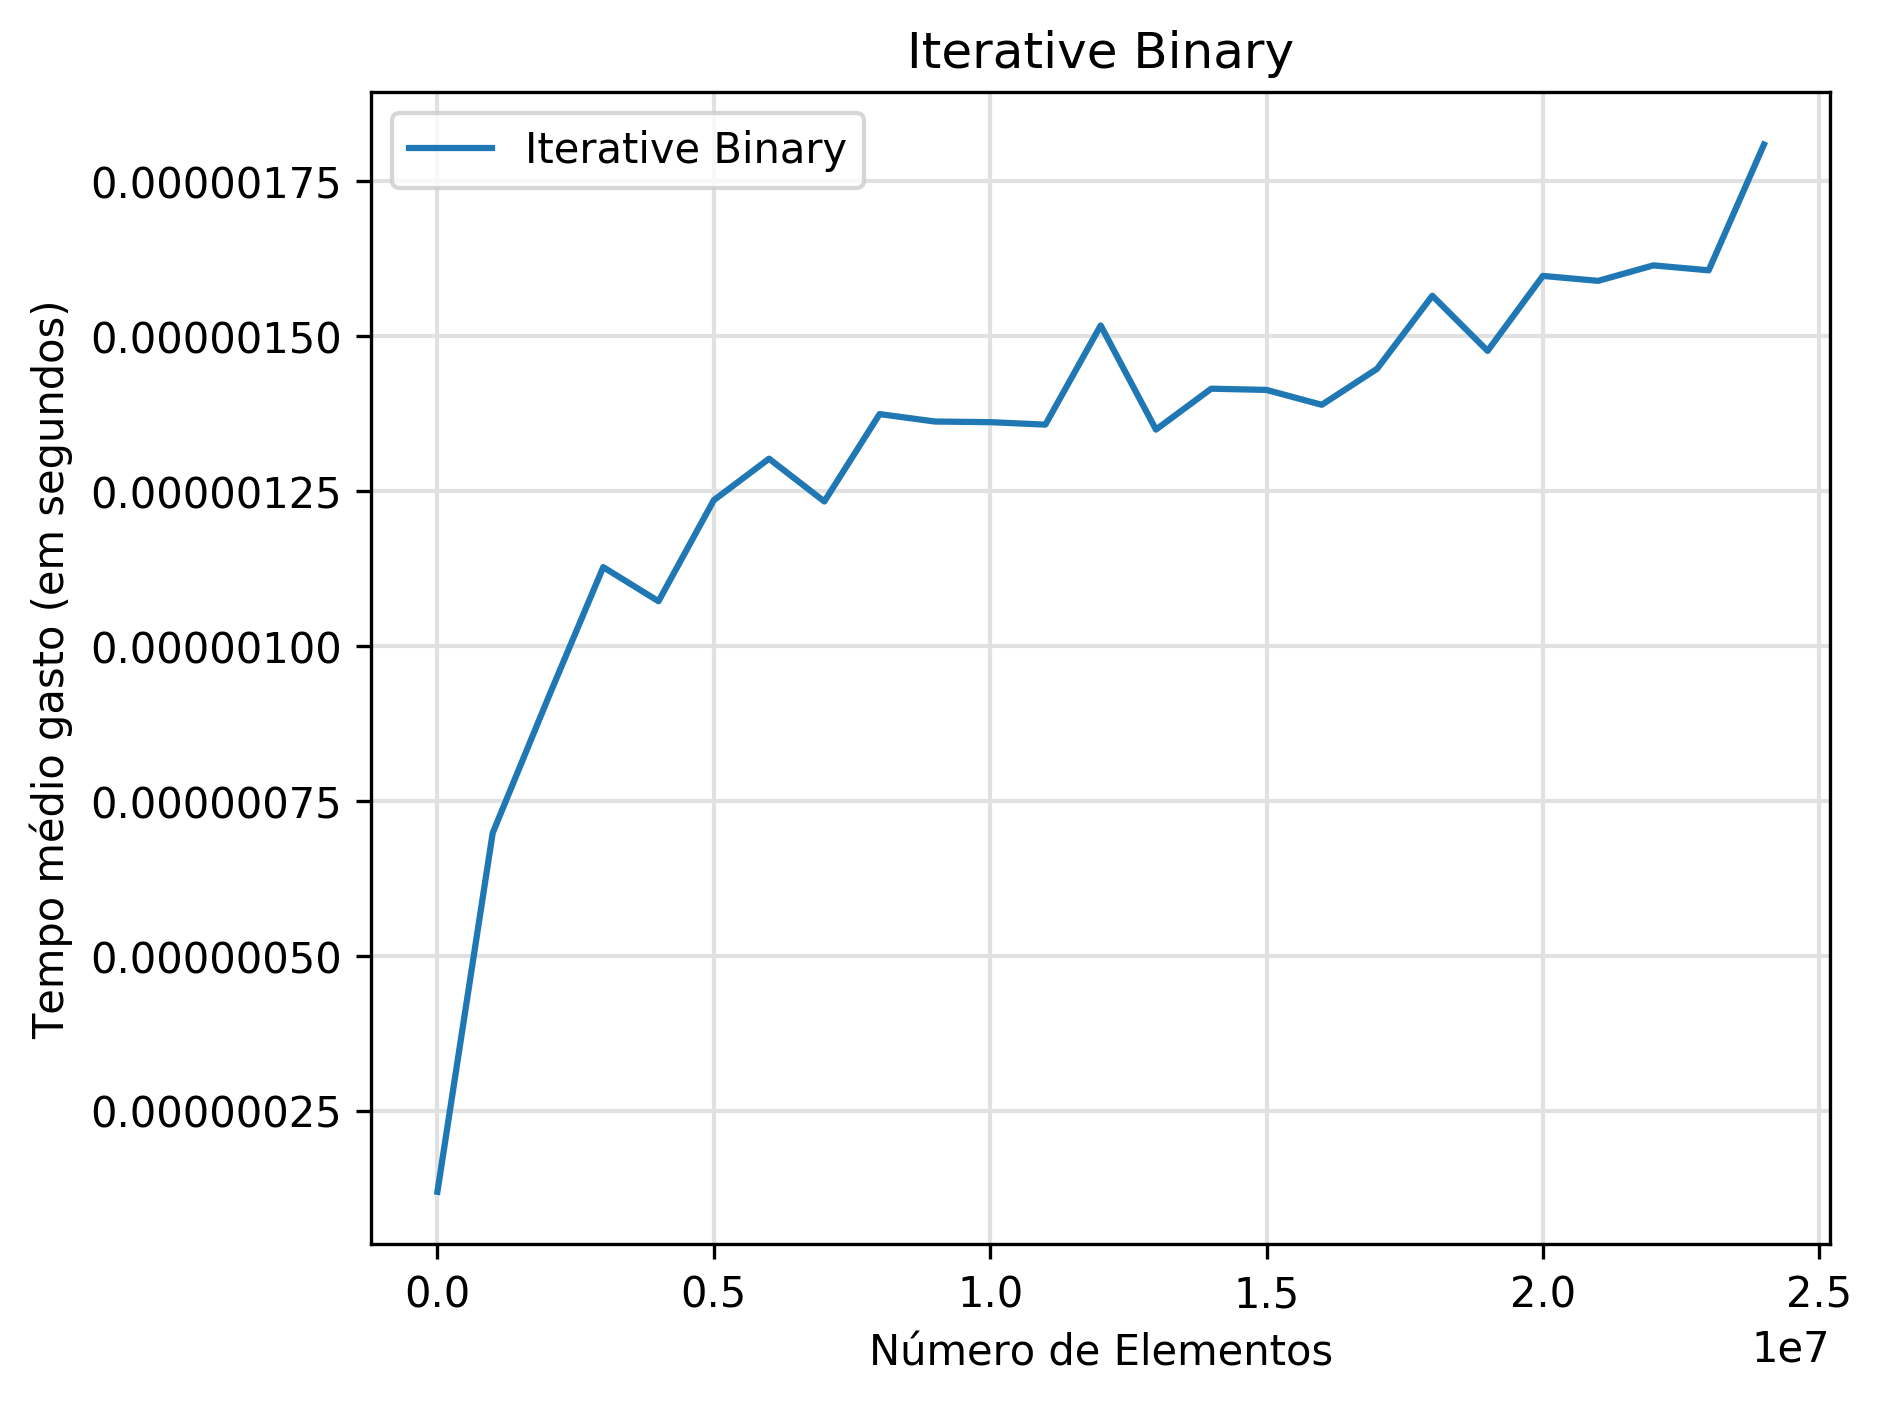 Iterative Binary
Iterative Binary
0.00000175
0.00000150
0.00000125
0.00000100
0.00000075
0.00000050
0.00000025
Tempo médio gasto (em segundos)
0.0 0.5 1.0 1.5 2.0 2.5
1e7
Número de Elementos